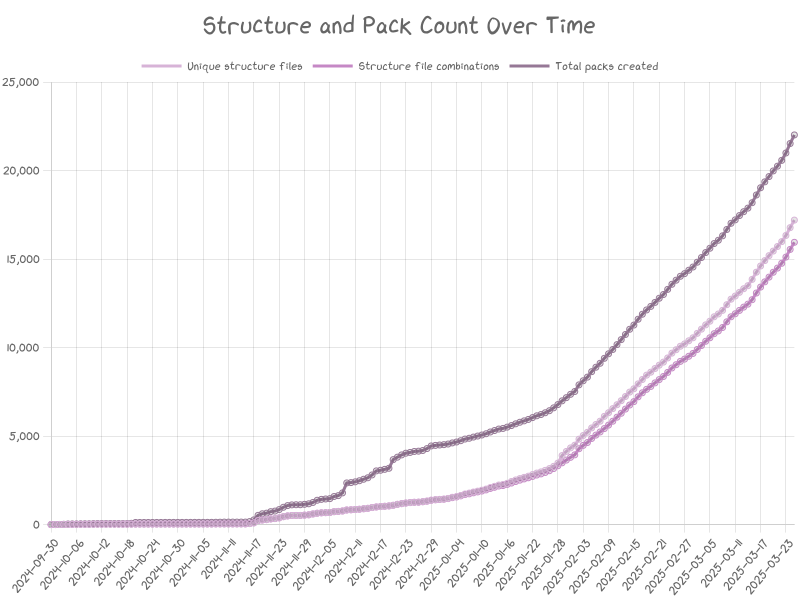 Structure and Pack Count Over Time
Unique structure files Structure file combinations Total packs created
25,000
20,000
15,000
10,000
5,000
0
2024-09-30 2024-10-06 2024-10-12 2024-10-18 2024-10-24 2024-10-30 2024-11-05 2024-11-11 2024-11-17 2024-11-23 2024-11-29 2024-12-05 2024-12-11 2024-12-17 2024-12-23 2024-12-29 2025-01-04 2025-01-10 2025-01-16 2025-01-22 2025-01-28 2025-02-03 2025-02-09 2025-02-15 2025-02-21 2025-02-27 2025-03-05 2025-03-11 2025-03-17 2025-03-23